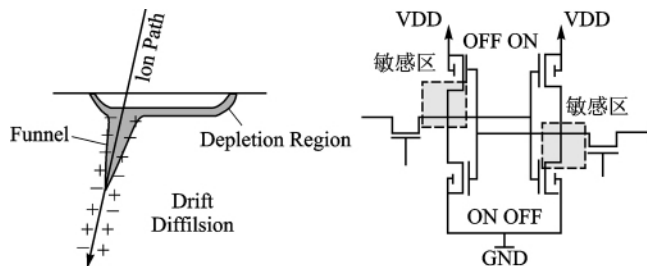 Ion Path
Funnel
Depletion Region
Drift
Diffilsion
VDD
VDD
OFF ON
敏感区
敏感区
ON OFF
GND